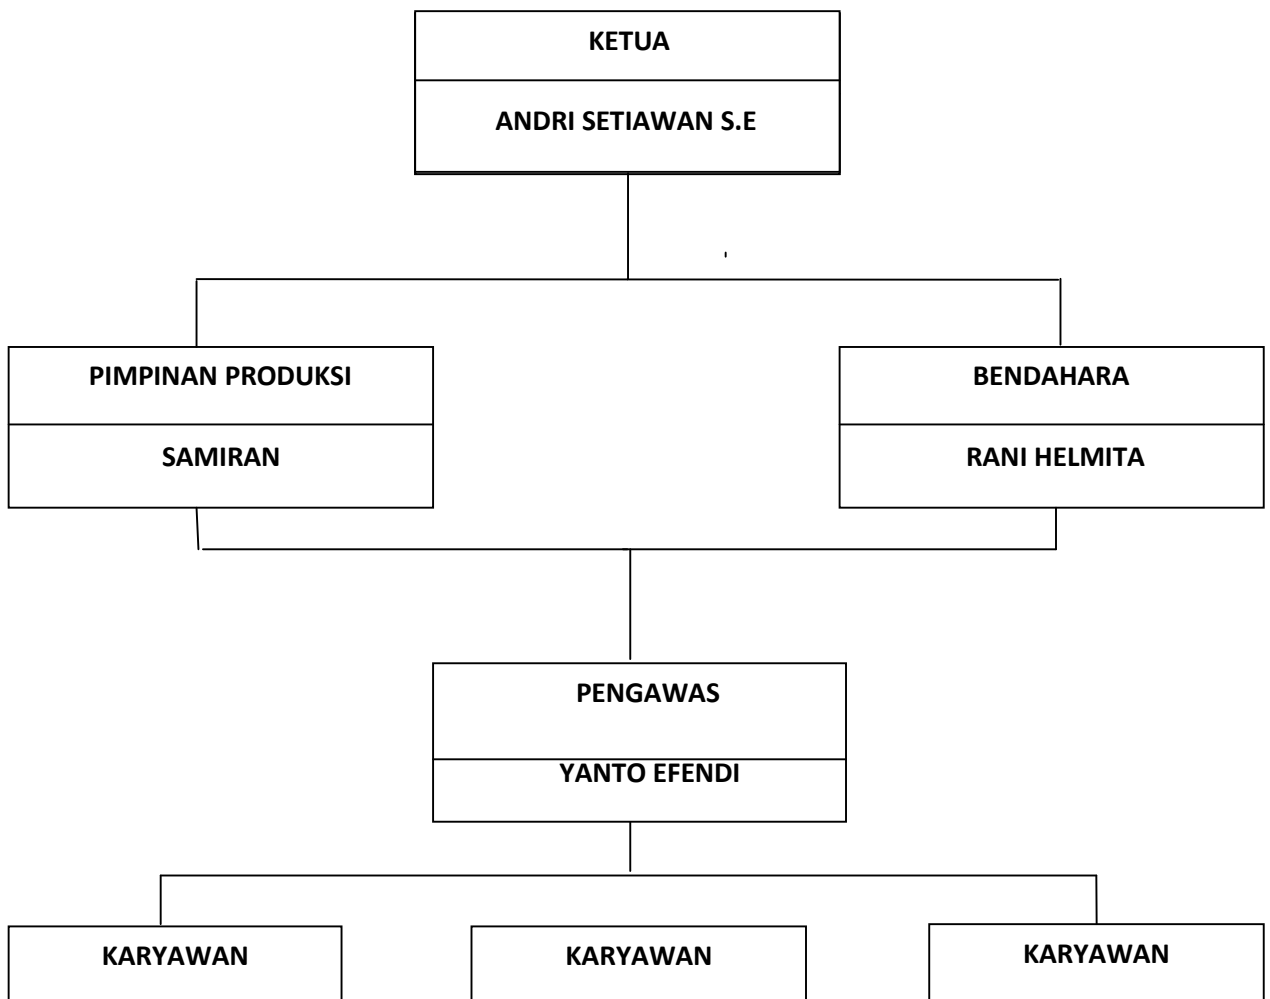 KETUA
ANDRI SETIAWAN S.E
PIMPINAN PRODUKSI
SAMIRAN
BENDAHARA
RANI HELMITA
PENGAWAS
YANTO EFENDI
KARYAWAN
KARYAWAN
KARYAWAN